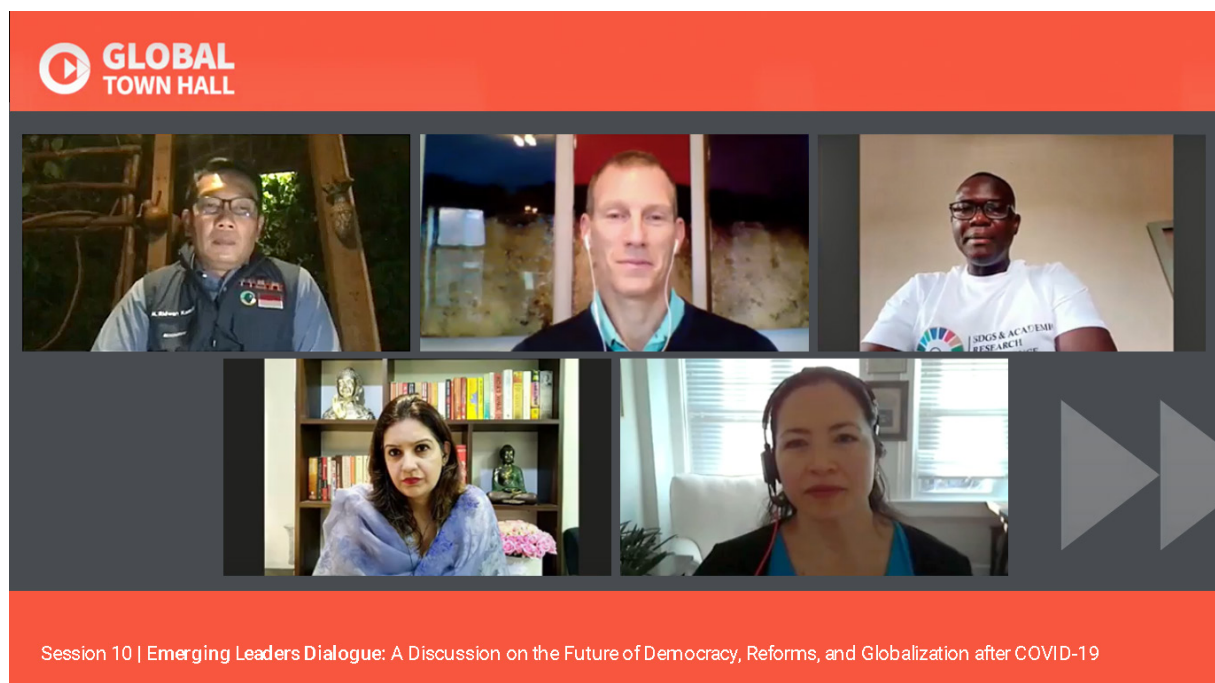 GLOBAL
TOWN HALL
SDGS & ACADEMIC
RESEARCH
Session 10 | Emerging Leaders Dialogue: A Discussion on the Future of Democracy, Reforms, and Globalization after COVID-19